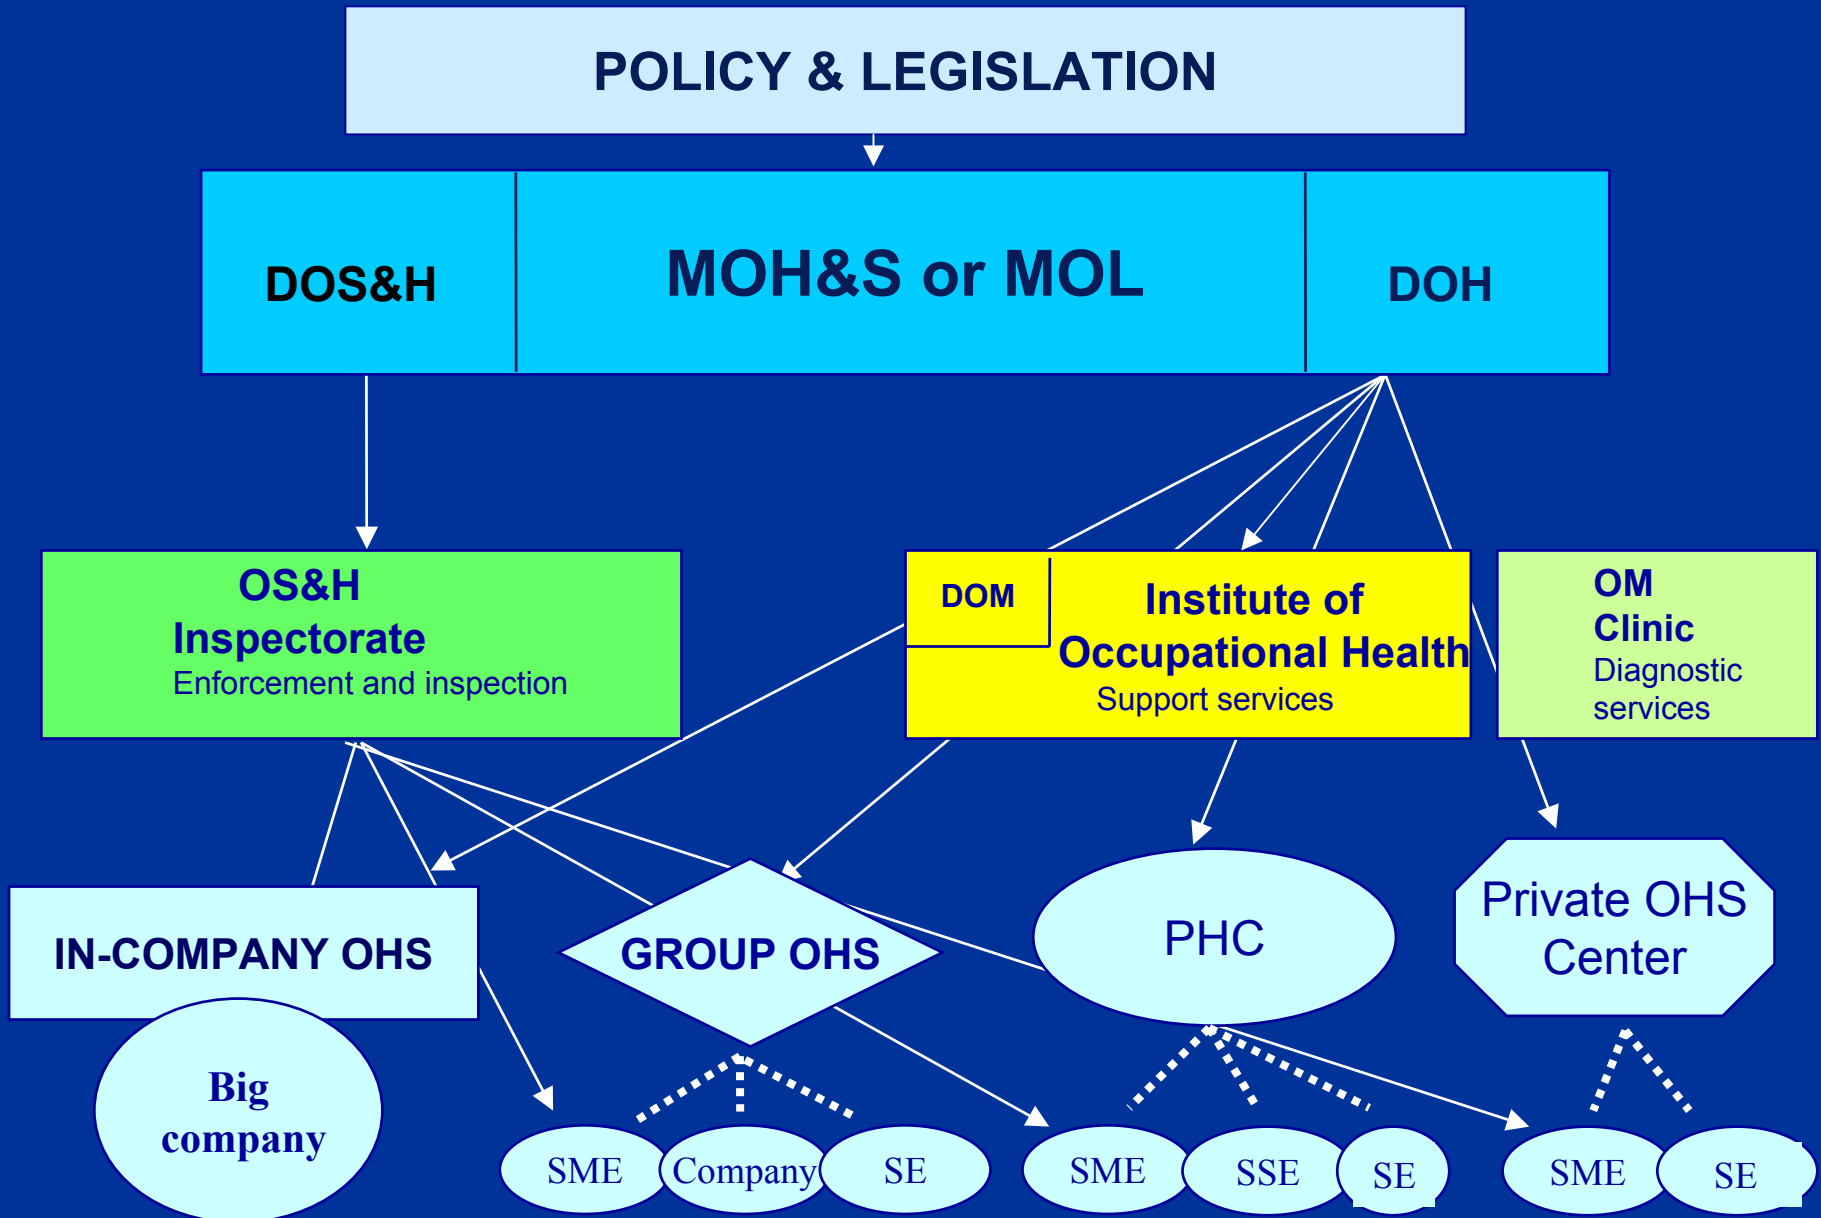 POLICY & LEGISLATION
DOS&H
MOH&S or MOL
DOH
OS&H
Inspectorate
Enforcement and inspection
DOM
Institute of
Occupational Health
Support services
OM
Clinic
Diagnostic
services
IN-COMPANY OHS
GROUP OHS
PHC
Private OHS
Center
Big
company
SME
Company
SE
SME
SSE
SE
SME
SE